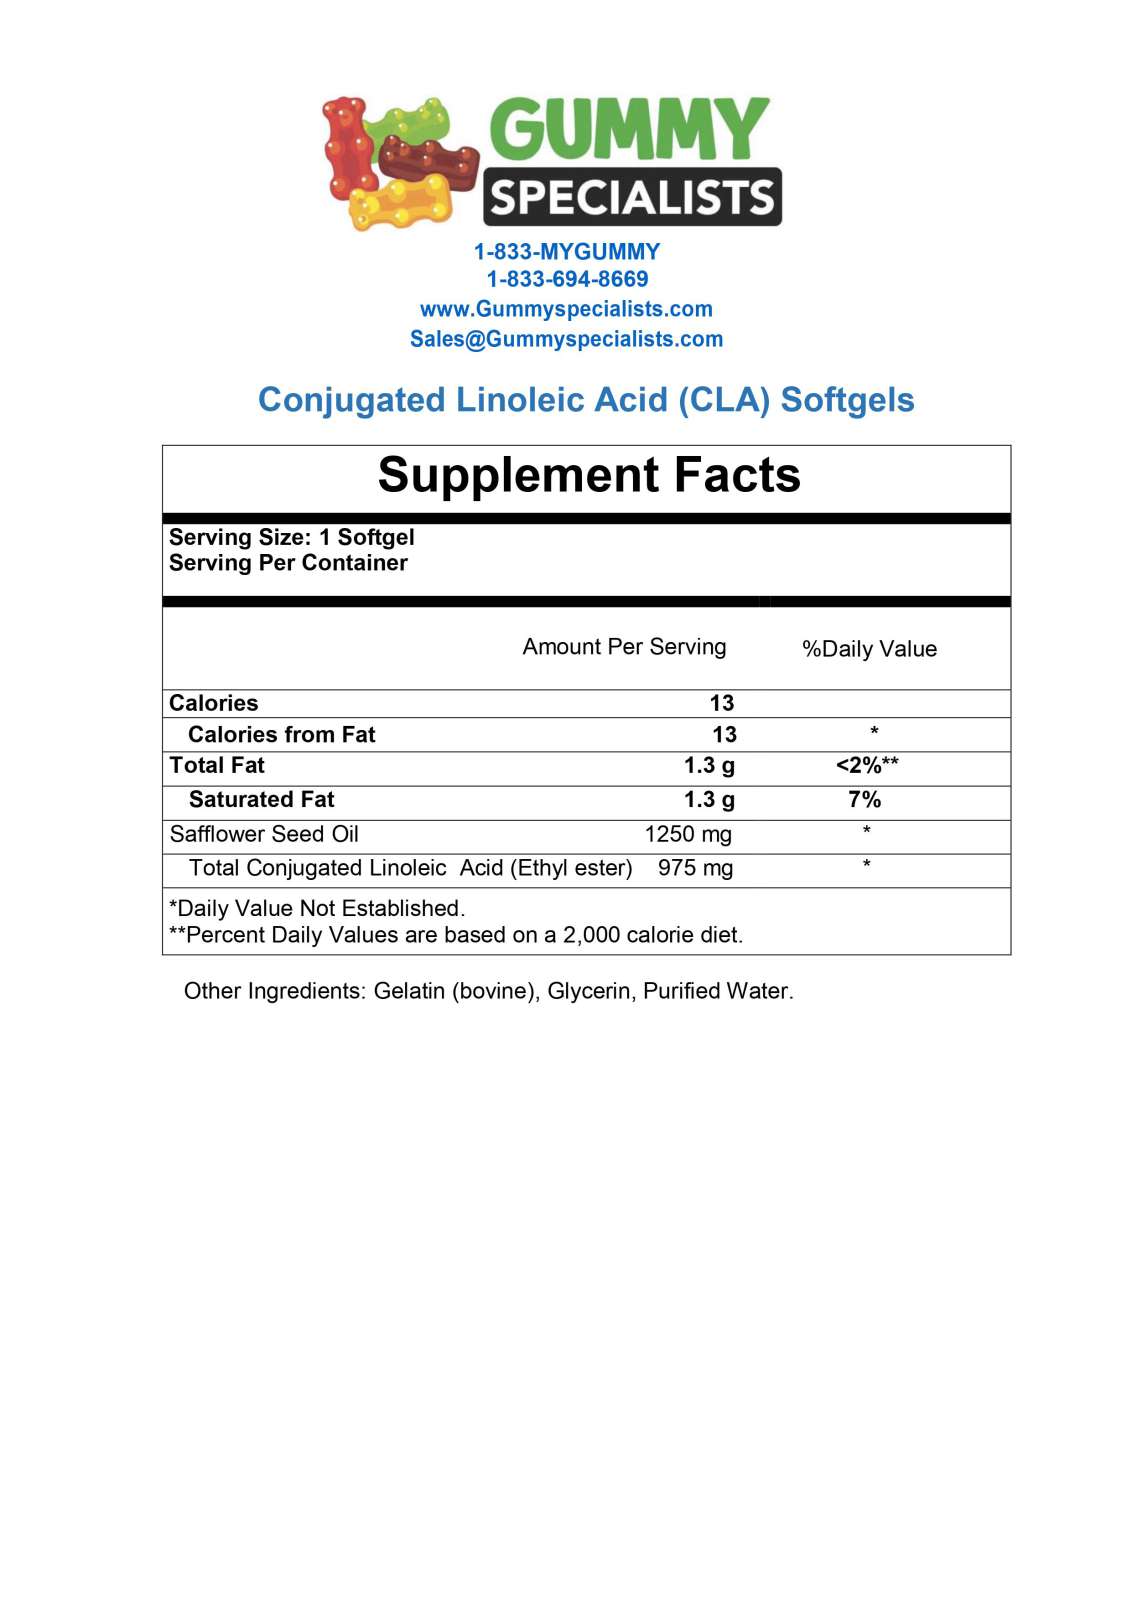 GUMMY
SPECIALISTS
1-833-MYGUMMY
1-833-694-8669
www.Gummyspecialists.com
Sales@Gummyspecialists.com
Conjugated Linoleic Acid (CLA) Softgels
Supplement Facts
Serving Size: 1 Softgel
Serving Per Container
Amount Per Serving %Daily Value
Calories 13
Calories from Fat 13 *
Total Fat 1.3 g <2%**
Saturated Fat 1.3 g 7%
Safflower Seed Oil 1250 mg *
Total Conjugated Linoleic Acid (Ethyl ester) 975 mg *
*Daily Value Not Established.
**Percent Daily Values are based on a 2,000 calorie diet.
Other Ingredients: Gelatin (bovine), Glycerin, Purified Water.